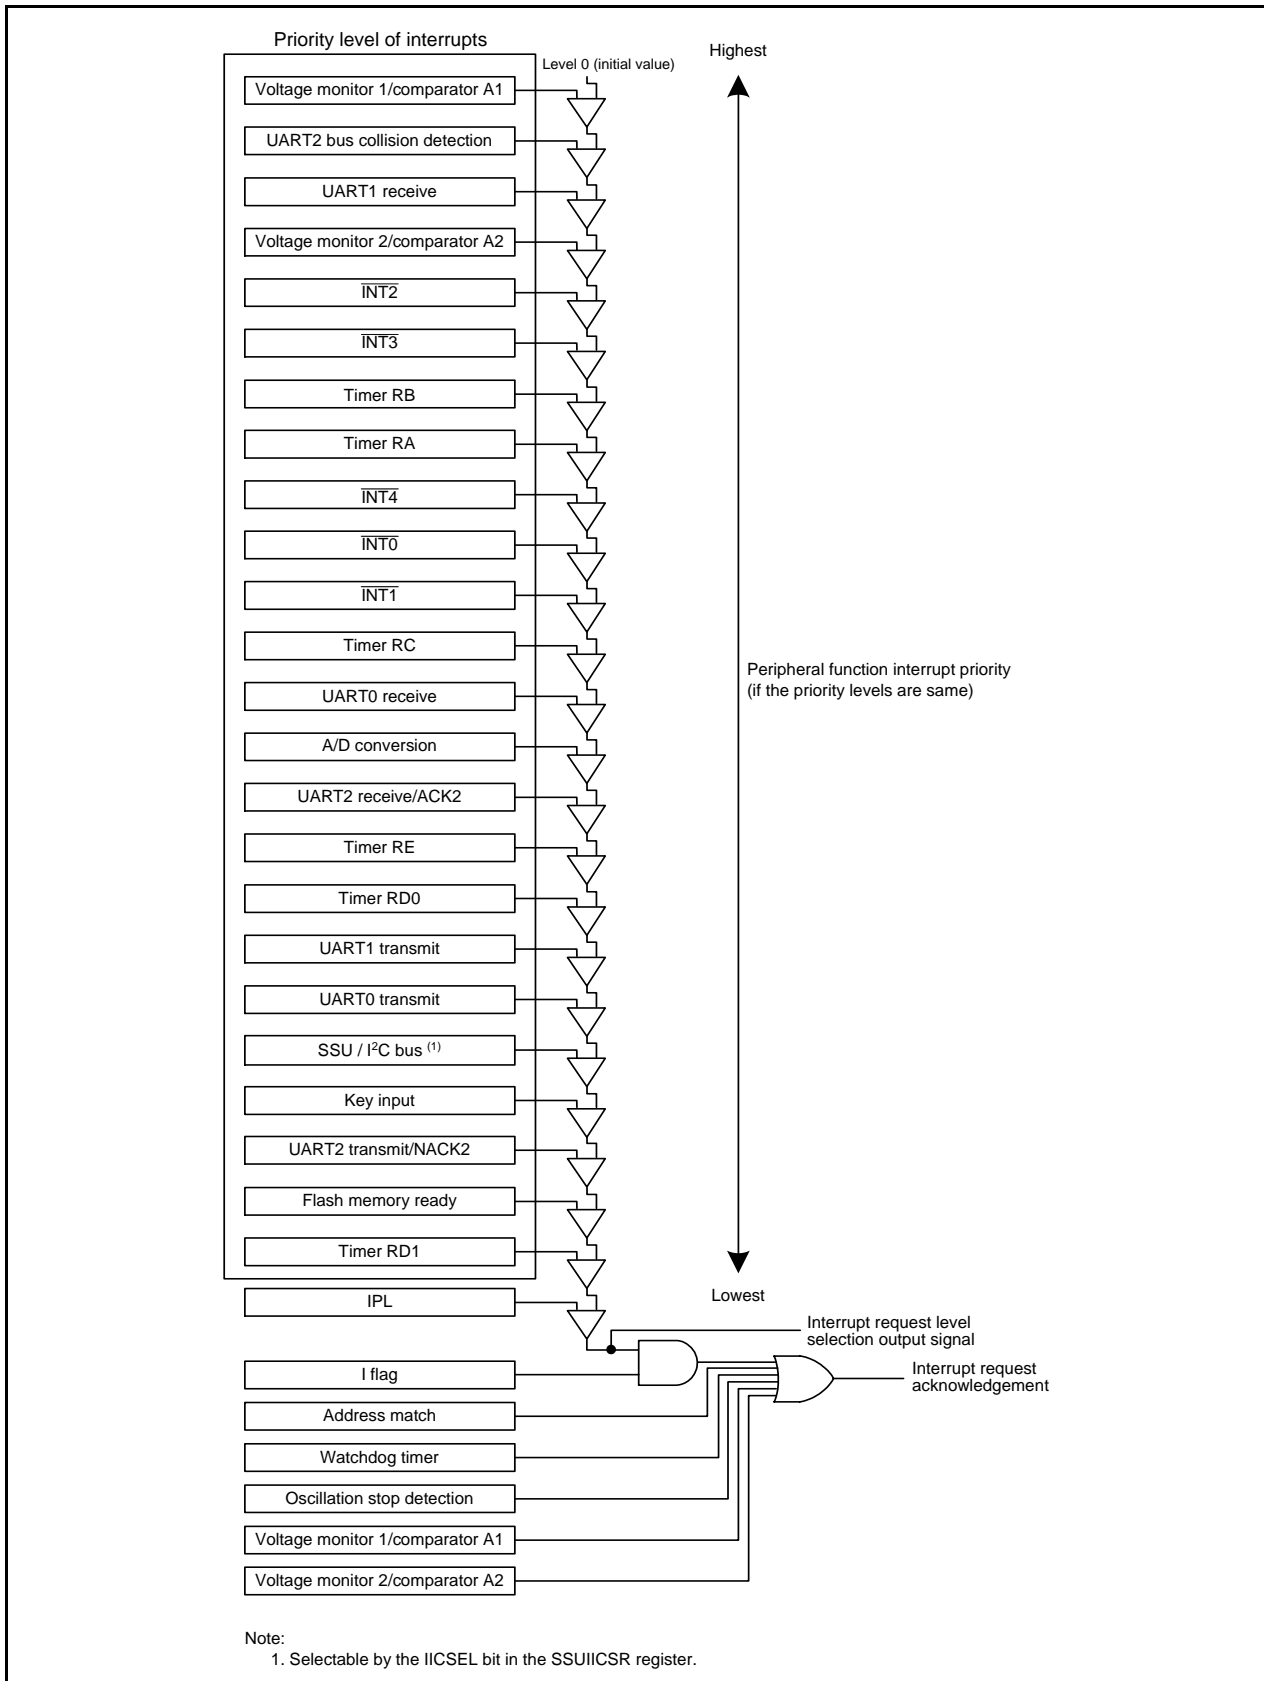 Priority level of interrupts
Level 0 (initial value)
Highest
Voltage monitor 1/comparator A1
UART2 bus collision detection
UART1 receive
Voltage monitor 2/comparator A2
INT2
INT3
Timer RB
Timer RA
INT4
INT0
INT1
Timer RC
Peripheral function interrupt priority
(if the priority levels are same)
UART0 receive
A/D conversion
UART2 receive/ACK2
Timer RE
Timer RD0
UART1 transmit
UART0 transmit
SSU / I²C bus (1)
Key input
UART2 transmit/NACK2
Flash memory ready
Timer RD1
Lowest
IPL
Interrupt request level
selection output signal
I flag
Interrupt request
acknowledgement
Address match
Watchdog timer
Oscillation stop detection
Voltage monitor 1/comparator A1
Voltage monitor 2/comparator A2
Note:
1. Selectable by the IICSEL bit in the SSUIICSR register.